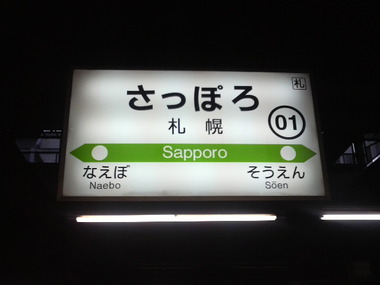 札
さっぽろ
札幌
01
Sapporo
なえぼ
そうえん
Naebo
Sōen